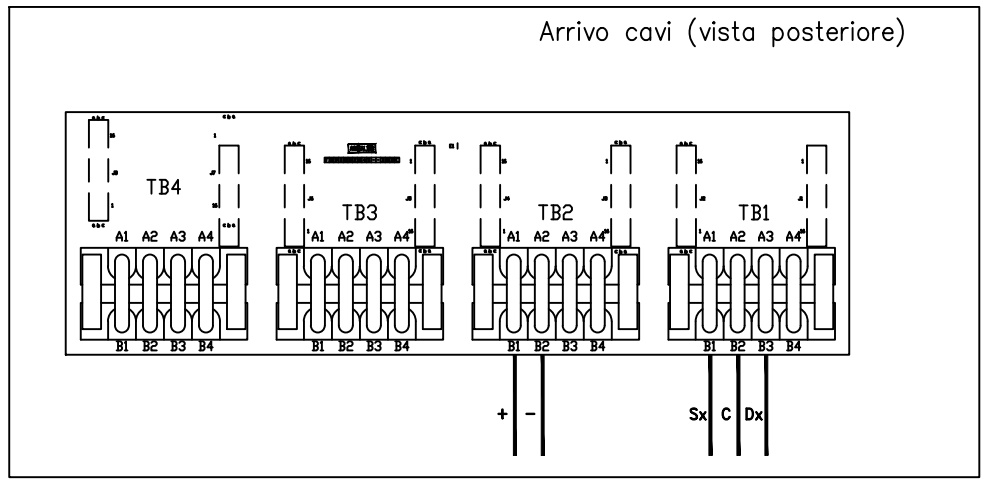 Arrivo cavi (vista posteriore)
TB4 TB3 TB2 TB1
A1 A2 A3 A4 A1 A2 A3 A4 A1 A2 A3 A4 A1 A2 A3 A4
B1 B2 B3 B4 B1 B2 B3 B4 B1 B2 B3 B4 B1 B2 B3 B4
+ - Sx C Dx